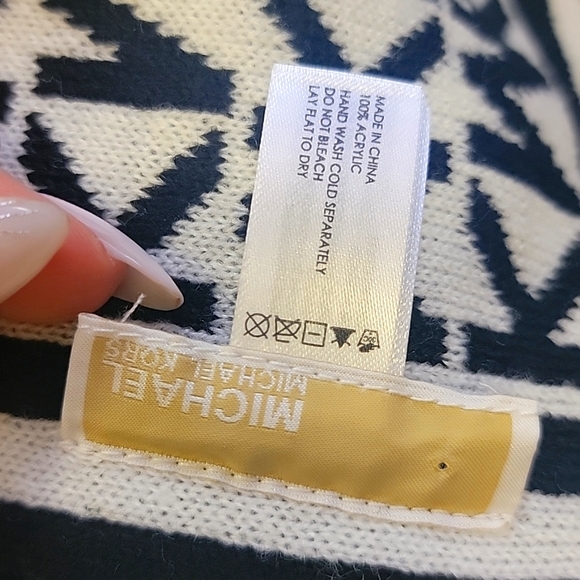 MADE IN CHINA
100% ACRYLIC
HAND WASH COLD SEPARATELY
DO NOT BLEACH
LAY FLAT TO DRY
MICHAEL
MICHAEL KORS